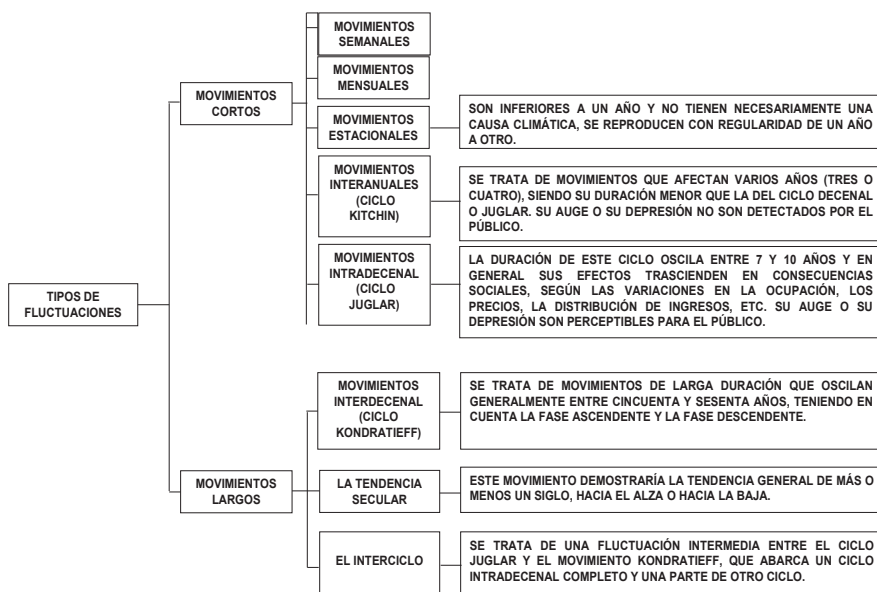 TIPOS DE
FLUCTUACIONES
MOVIMIENTOS
CORTOS
MOVIMIENTOS
SEMANALES
MOVIMIENTOS
MENSUALES
MOVIMIENTOS
ESTACIONALES
SON INFERIORES A UN AÑO Y NO TIENEN NECESARIAMENTE UNA
CAUSA CLIMÁTICA, SE REPRODUCEN CON REGULARIDAD DE UN AÑO
A OTRO.
MOVIMIENTOS
INTERANUALES
(CICLO
KITCHIN)
SE TRATA DE MOVIMIENTOS QUE AFECTAN VARIOS AÑOS (TRES O
CUATRO), SIENDO SU DURACIÓN MENOR QUE LA DEL CICLO DECENAL
O JUGLAR. SU AUGE O SU DEPRESIÓN NO SON DETECTADOS POR EL
PÚBLICO.
MOVIMIENTOS
INTRADECENAL
(CICLO
JUGLAR)
LA DURACIÓN DE ESTE CICLO OSCILA ENTRE 7 Y 10 AÑOS Y EN
GENERAL SUS EFECTOS TRASCIENDEN EN CONSECUENCIAS
SOCIALES, SEGÚN LAS VARIACIONES EN LA OCUPACIÓN, LOS
PRECIOS, LA DISTRIBUCIÓN DE INGRESOS, ETC. SU AUGE O SU
DEPRESIÓN SON PERCEPTIBLES PARA EL PÚBLICO.
MOVIMIENTOS
LARGOS
MOVIMIENTOS
INTERDECENAL
(CICLO
KONDRATIEFF)
SE TRATA DE MOVIMIENTOS DE LARGA DURACIÓN QUE OSCILAN
GENERALMENTE ENTRE CINCUENTA Y SESENTA AÑOS, TENIENDO EN
CUENTA LA FASE ASCENDENTE Y LA FASE DESCENDENTE.
LA TENDENCIA
SECULAR
ESTE MOVIMIENTO DEMOSTRARÍA LA TENDENCIA GENERAL DE MÁS O
MENOS UN SIGLO, HACIA EL ALZA O HACIA LA BAJA.
EL INTERCICLO
SE TRATA DE UNA FLUCTUACIÓN INTERMEDIA ENTRE EL CICLO
JUGLAR Y EL MOVIMIENTO KONDRATIEFF, QUE ABARCA UN CICLO
INTRADECENAL COMPLETO Y UNA PARTE DE OTRO CICLO.